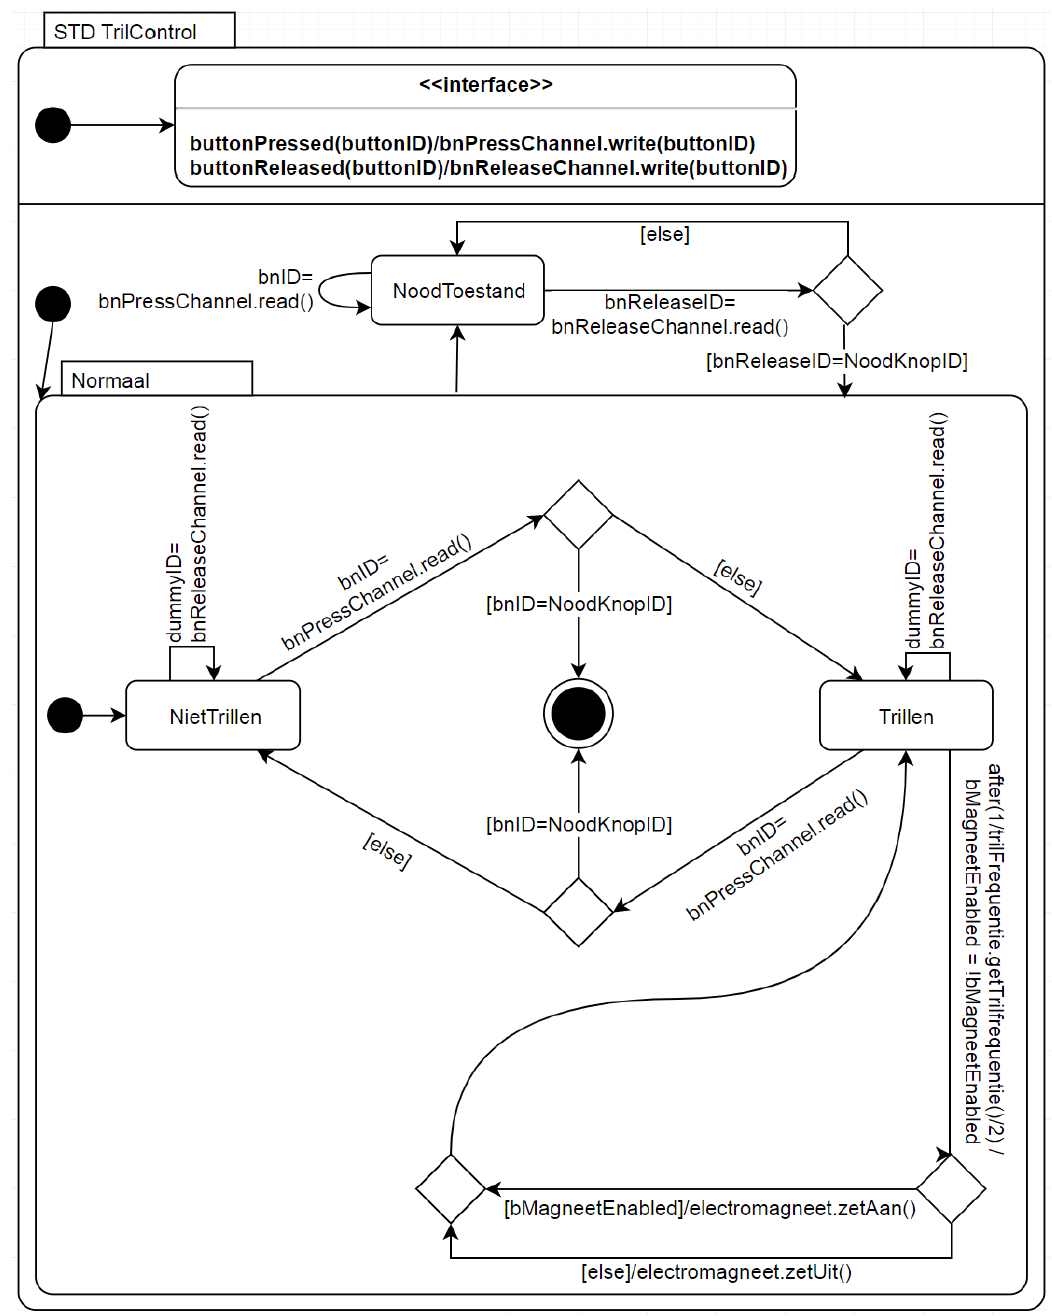 STD TrilControl
<<interface>>
buttonPressed(buttonID)/bnPressChannel.write(buttonID)
buttonReleased(buttonID)/bnReleaseChannel.write(buttonID)
[else]
bnID=
bnPressChannel.read()
NoodToestand
bnReleaseID=
bnReleaseChannel.read()
[bnReleaseID=NoodKnopID]
Normaal
dummyID=
bnReleaseChannel.read()
bnID=
bnPressChannel.read()
[else]
dummyID=
bnReleaseChannel.read()
[bnID=NoodKnopID]
NietTrillen
Trillen
[bnID=NoodKnopID]
[else]
bnID=
bnPressChannel.read()
after(1/trilFrequentie.getTrilfrequentie()/2) /
bMagneetEnabled = !bMagneetEnabled
[bMagneetEnabled]/electromagneet.zetAan()
[else]/electromagneet.zetUit()